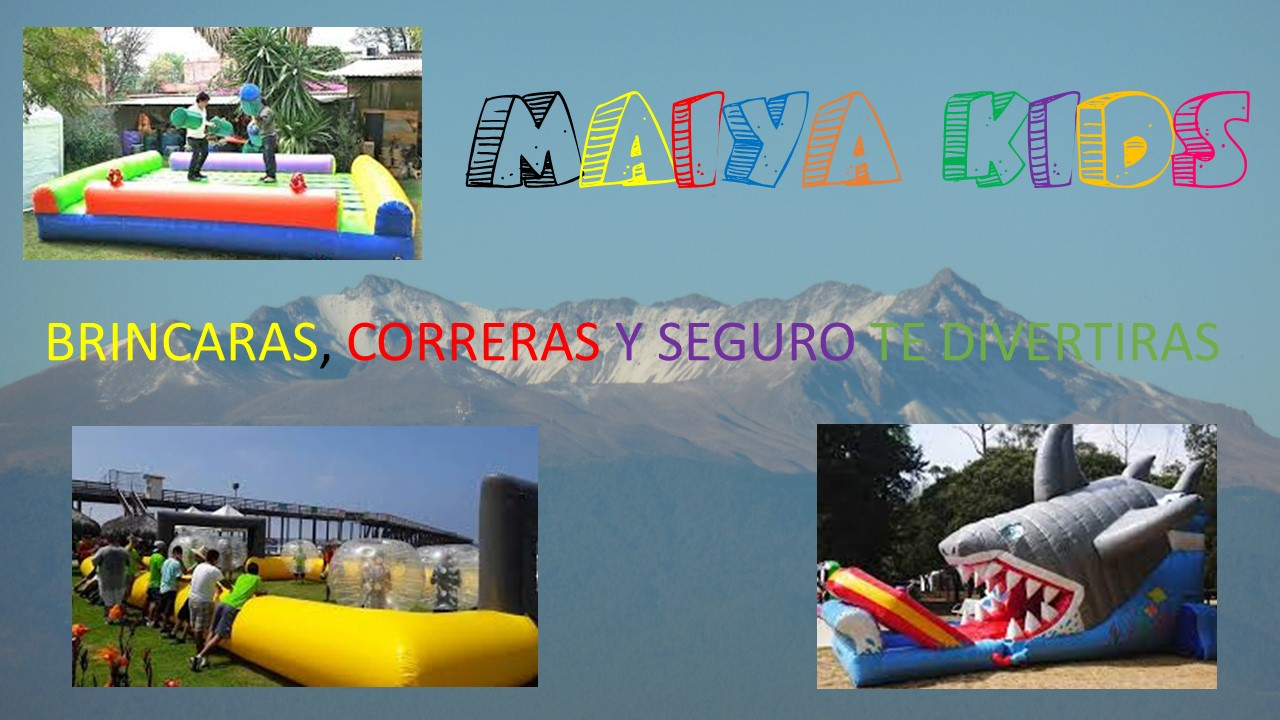 MAIYA KIDS
BRINCARAS, CORRERAS Y SEGURO TE DIVERTIRAS